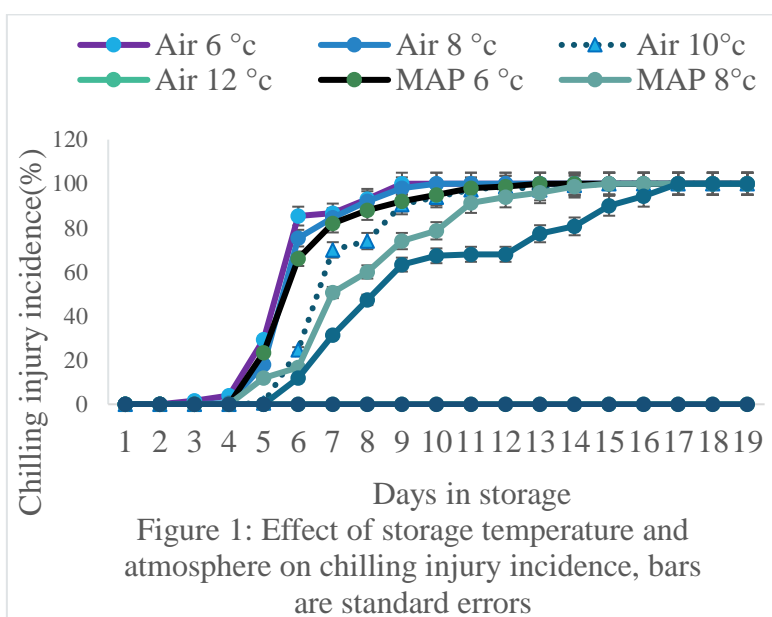 Air 6 °c Air 8 °c Air 10°c
Air 12 °c MAP 6 °c MAP 8°c
Chilling injury incidence(%)
120
100
80
60
40
20
0
1 2 3 4 5 6 7 8 9 10 11 12 13 14 15 16 17 18 19
Days in storage
Figure 1: Effect of storage temperature and
atmosphere on chilling injury incidence, bars
are standard errors